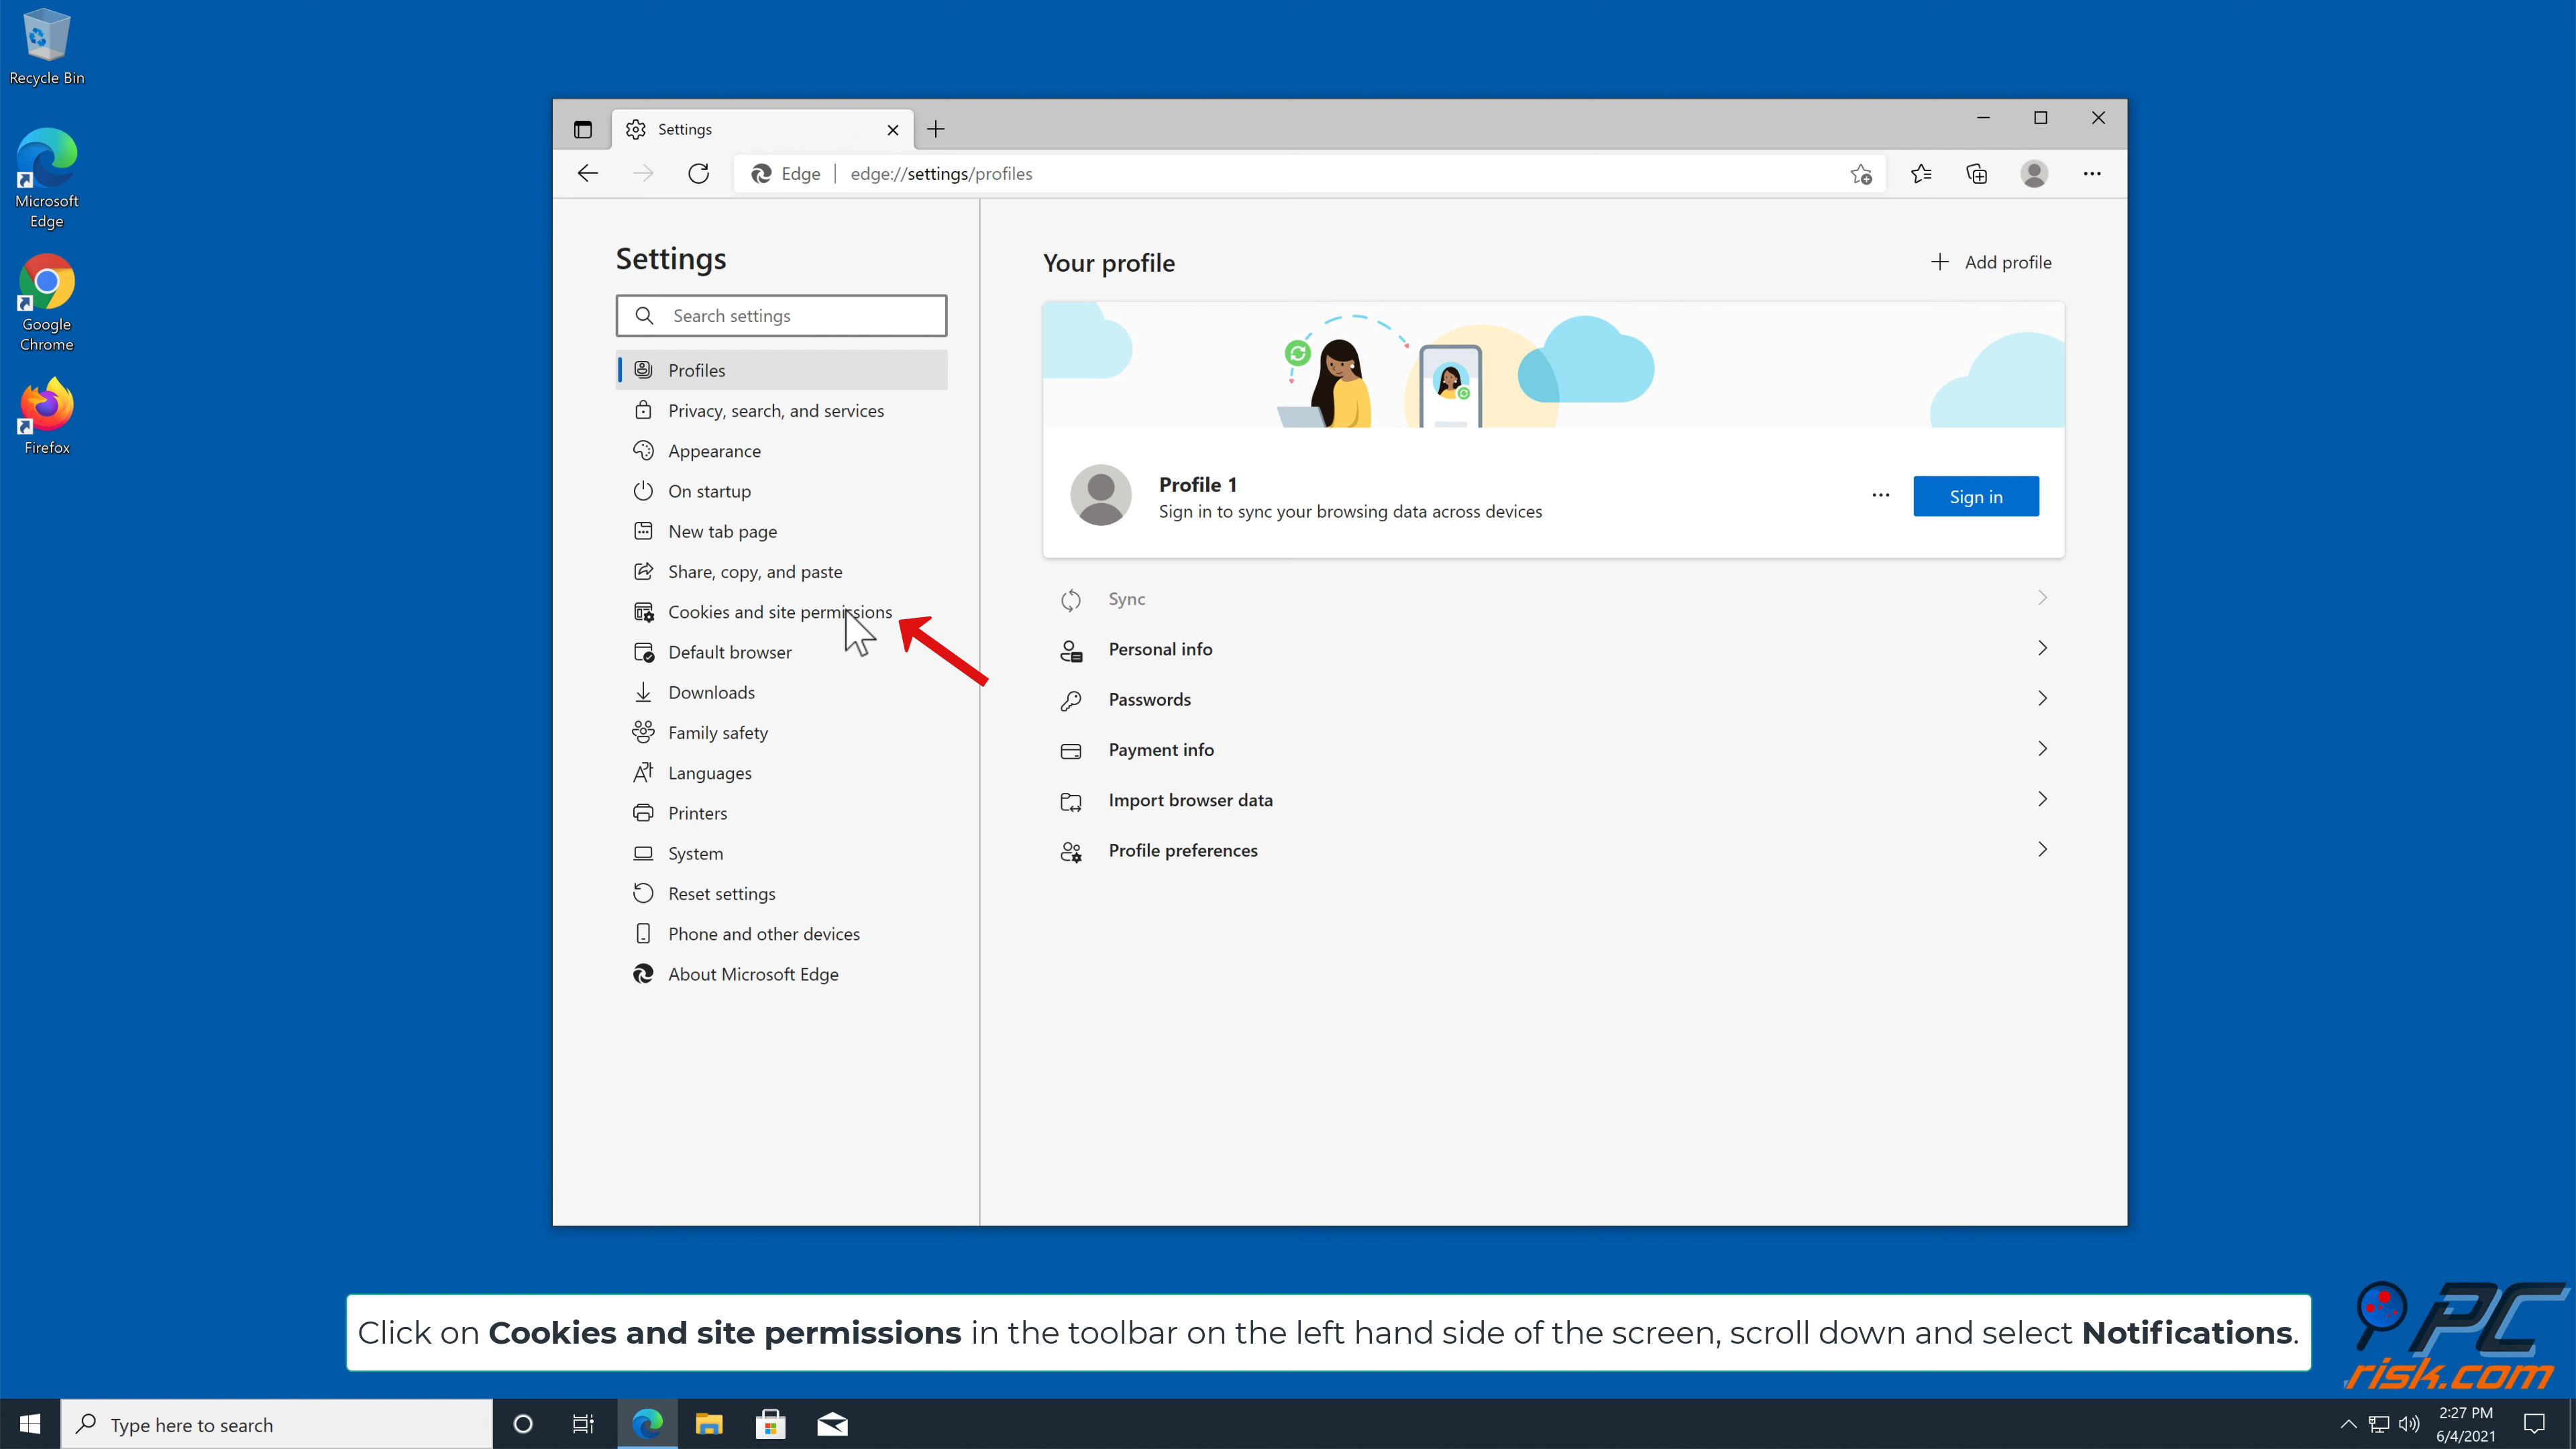 Recycle Bin
Microsoft
Edge
Google
Chrome
Firefox
Settings
Edge
edge://settings/profiles
Settings
Search settings
Profiles
Privacy, search, and services
Appearance
On startup
New tab page
Share, copy, and paste
Cookies and site permissions
Default browser
Downloads
Family safety
Languages
Printers
System
Reset settings
Phone and other devices
About Microsoft Edge
Your profile
Add profile
Profile 1
Sign in to sync your browsing data across devices
Sign in
Sync
Personal info
Passwords
Payment info
Import browser data
Profile preferences
Click on Cookies and site permissions in the toolbar on the left hand side of the screen, scroll down and select Notifications.
PC
risk.com
Type here to search
2:27 PM
6/4/2021